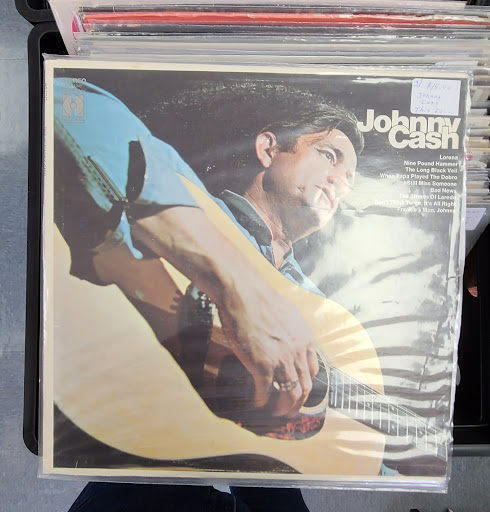 STEREO
Johnny
Cash
Lorena
Nine Pound Hammer
The Long Black Veil
When Papa Played The Dobro
I Still Miss Someone
Bad News
Streets Of Laredo
Don't Think Twice, It's All Right
Frankie's Man, Johnny